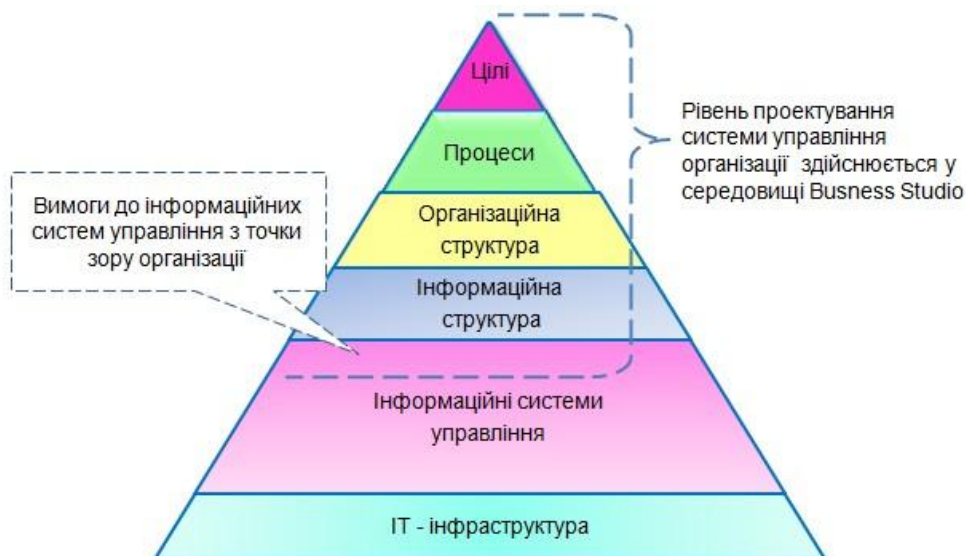 Цілі
Процеси
Рівень проектування
системи управління
організації здійснюється у
середовищі Busness Studio
Вимоги до інформаційних
систем управління з точки
зору організації
Організаційна
структура
Інформаційна
структура
Інформаційні системи
управління
ІТ - інфраструктура